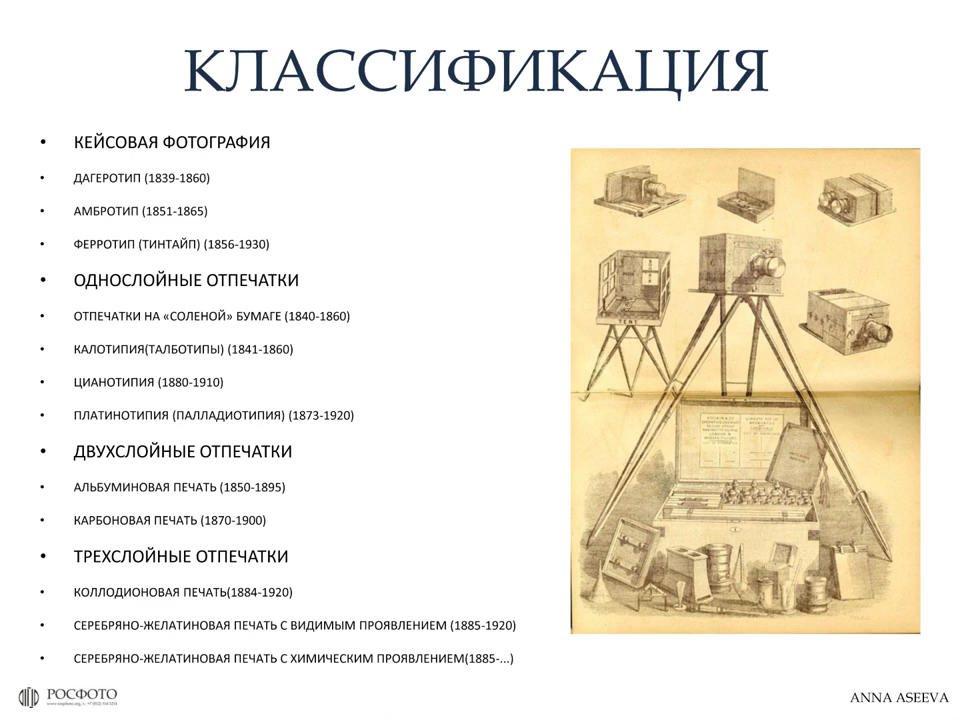 КЛАССИФИКАЦИЯ
• КЕЙСОВАЯ ФОТОГРАФИЯ
• ДАГЕРОТИП (1839-1860)
• АМБРОТИП (1851-1865)
• ФЕРРОТИП (ТИНТАЙП) (1856-1930)
• ОДНОСЛОЙНЫЕ ОТПЕЧАТКИ
• ОТПЕЧАТКИ НА «СОЛЕНОЙ» БУМАГЕ (1840-1860)
• КАЛОТИПИЯ(ТАЛБОТИПЫ) (1841-1860)
• ЦИАНОТИПИЯ (1880-1910)
• ПЛАТИНОТИПИЯ (ПАЛЛАДИОТИПИЯ) (1873-1920)
• ДВУХСЛОЙНЫЕ ОТПЕЧАТКИ
• АЛЬБУМИНОВАЯ ПЕЧАТЬ (1850-1895)
• КАРБОНОВАЯ ПЕЧАТЬ (1870-1900)
• ТРЕХСЛОЙНЫЕ ОТПЕЧАТКИ
• КОЛЛОДИОНОВАЯ ПЕЧАТЬ(1884-1920)
• СЕРЕБРЯНО-ЖЕЛАТИНОВАЯ ПЕЧАТЬ С ВИДИМЫМ ПРОЯВЛЕНИЕМ (1885-1920)
• СЕРЕБРЯНО-ЖЕЛАТИНОВАЯ ПЕЧАТЬ С ХИМИЧЕСКИМ ПРОЯВЛЕНИЕМ(1885-...)
TENT
РОСФОТО
ANNA ASEEVA